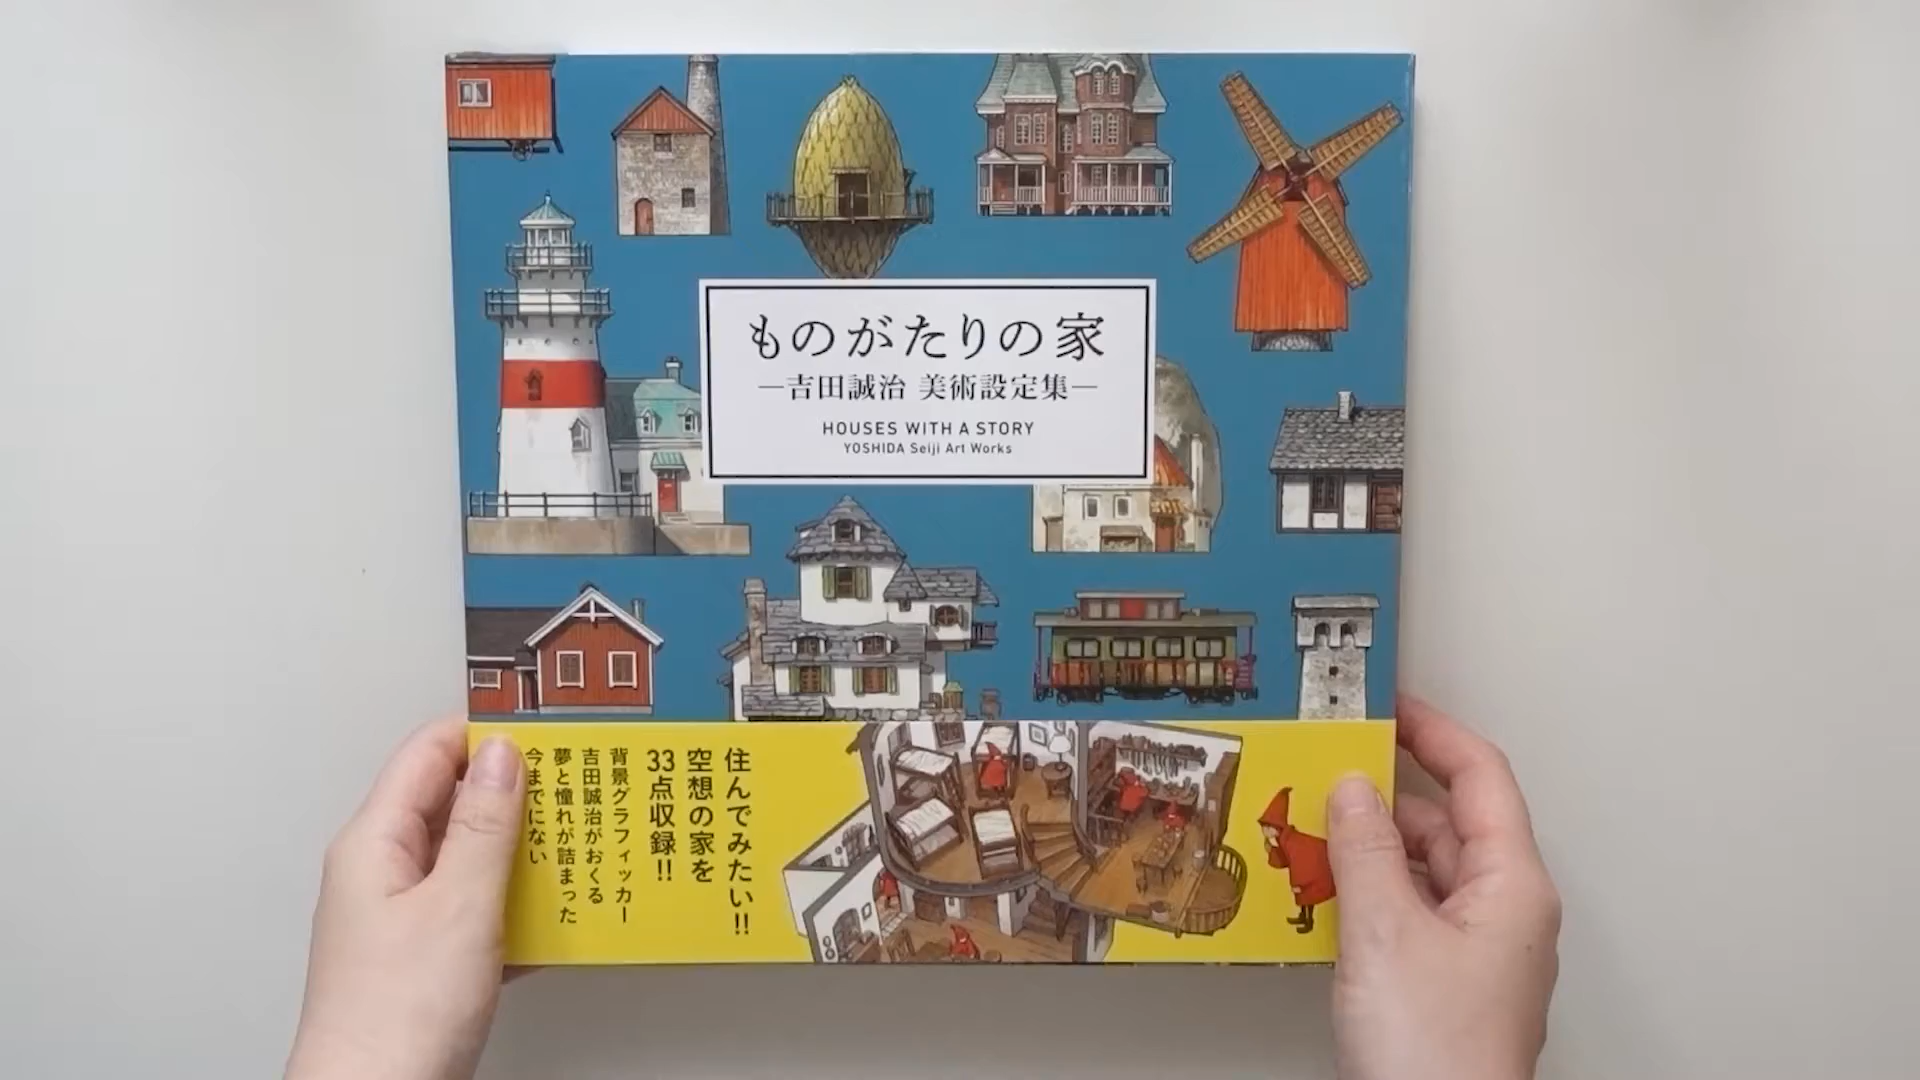 ものがたりの家
—吉田誠治 美術設定集—
HOUSES WITH A STORY
YOSHIDA Seiji Art Works
住んでみたい!!
空想の家を
33点収録!!
背景グラフィッカー
吉田誠治がおくる
夢と憧れが詰まった
今までにない